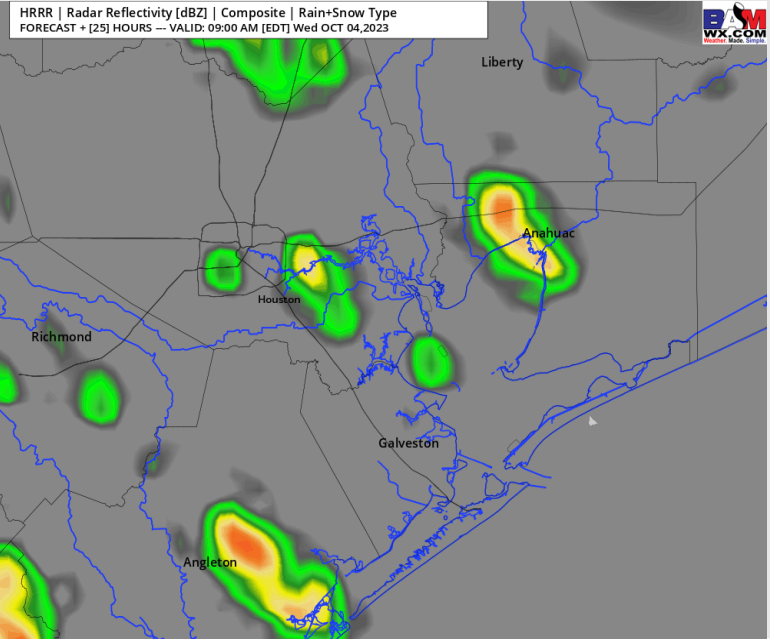 HRRR | Radar Reflectivity [dBZ] | Composite | Rain+Snow Type
FORECAST + [25] HOURS --- VALID: 09:00 AM [EDT] Wed OCT 04,2023
BAM
WX.COM
Weather. Made. Simple.
Liberty
Anahuac
Houston
Richmond
Galveston
Angleton